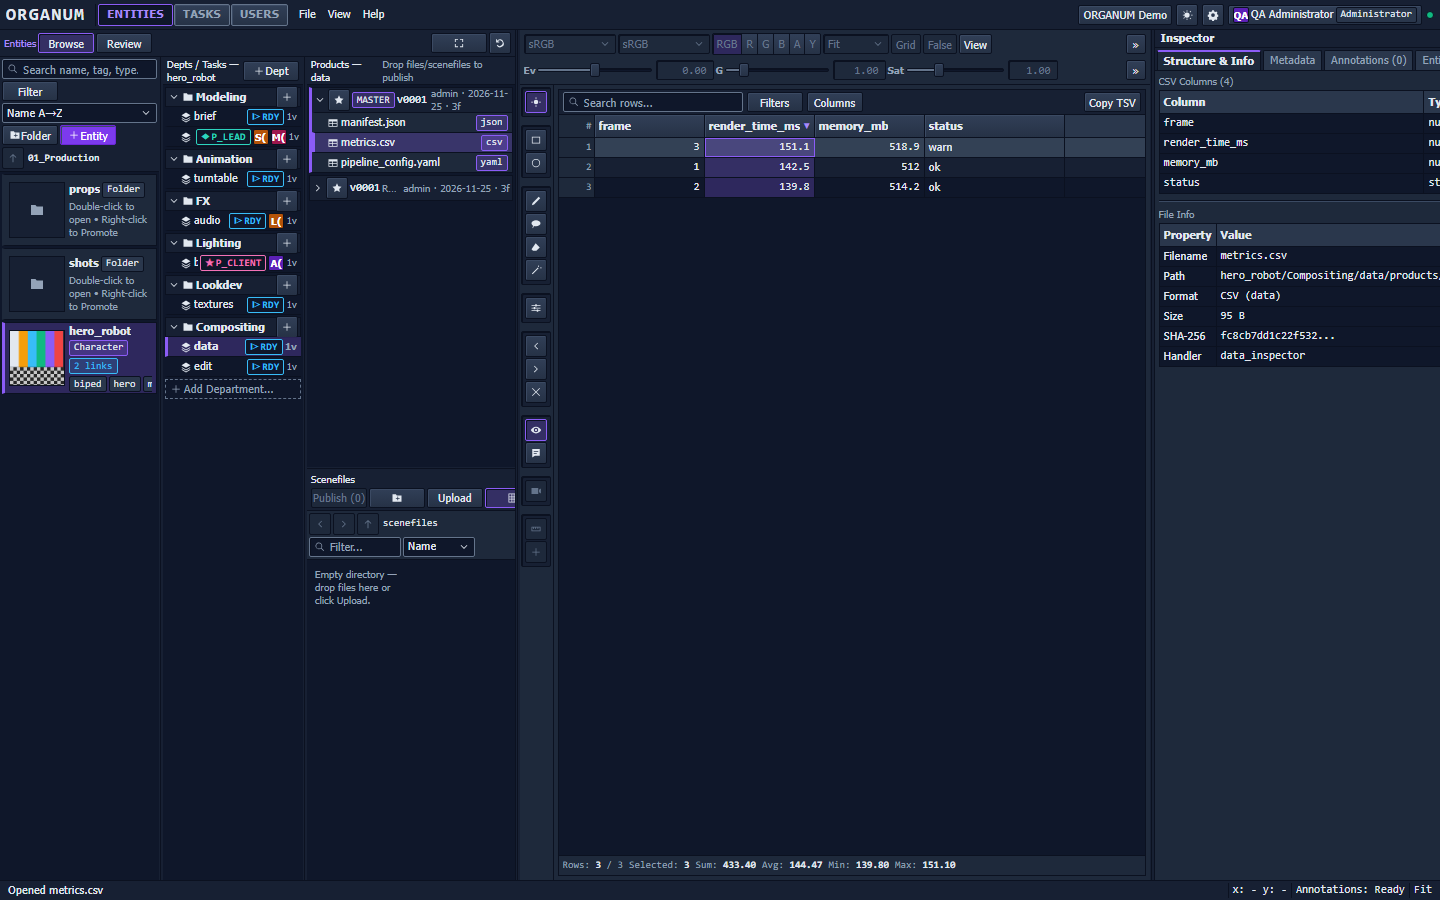 ORGANUM ENTITIES TASKS USERS File View Help ORGANUM Demo QA QA Administrator Administrator
Entities Browse Review
Search name, tag, type.
Filter
Name A→Z
Folder + Entity
01_Production
props Folder
Double-click to
open • Right-click
to Promote
shots Folder
Double-click to
open • Right-click
to Promote
hero_robot
Character
2 links
biped hero
Depts / Tasks —
hero_robot
+ Dept
Modeling +
brief RDY 1v
P_LEAD S( M( 1v
Animation +
turntable RDY 1v
FX +
audio RDY L( 1v
Lighting +
P_CLIENT A( 1v
Lookdev +
textures RDY 1v
Compositing +
data RDY 1v
edit RDY 1v
+ Add Department...
Products —
data
Drop files/scenefiles to
publish
MASTER v0001 admin · 2026-11-
25 · 3f
manifest.json json
metrics.csv csv
pipeline_config.yaml yaml
v0001 R... admin · 2026-11-25 · 3f
Scenefiles
Publish (0) Upload
scenefiles
Filter... Name
Empty directory —
drop files here or
click Upload.
sRGB sRGB RGB R G B A Y Fit Grid False View »
Ev 0.00 G 1.00 Sat 1.00 »
Search rows... Filters Columns Copy TSV
# frame render_time_ms ▼ memory_mb status
1 3 151.1 518.9 warn
2 1 142.5 512 ok
3 2 139.8 514.2 ok
Rows: 3 / 3 Selected: 3 Sum: 433.40 Avg: 144.47 Min: 139.80 Max: 151.10
Inspector
Structure & Info Metadata Annotations (0) Enti
CSV Columns (4)
Column Ty
frame nu
render_time_ms nu
memory_mb nu
status st
File Info
Property Value
Filename metrics.csv
Path hero_robot/Compositing/data/products,
Format CSV (data)
Size 95 B
SHA-256 fc8cb7dd1c22f532...
Handler data_inspector
Opened metrics.csv
x: - y: - Annotations: Ready Fit